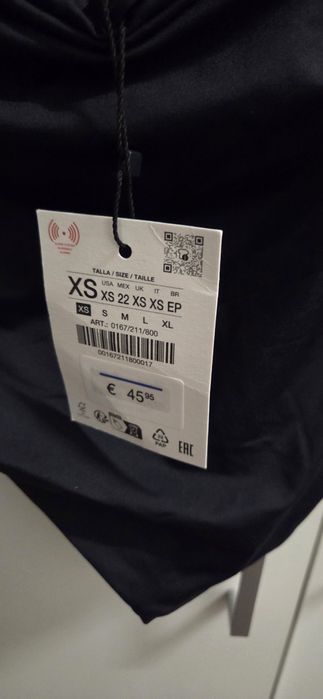 TALLA / SIZE / TAILLE
USA MEX UK IT BR
XS XS 22 XS XS EP
XS S M L XL
ART.: 0167/211/800
00167211800017
€ 45.95
PAP
EAC